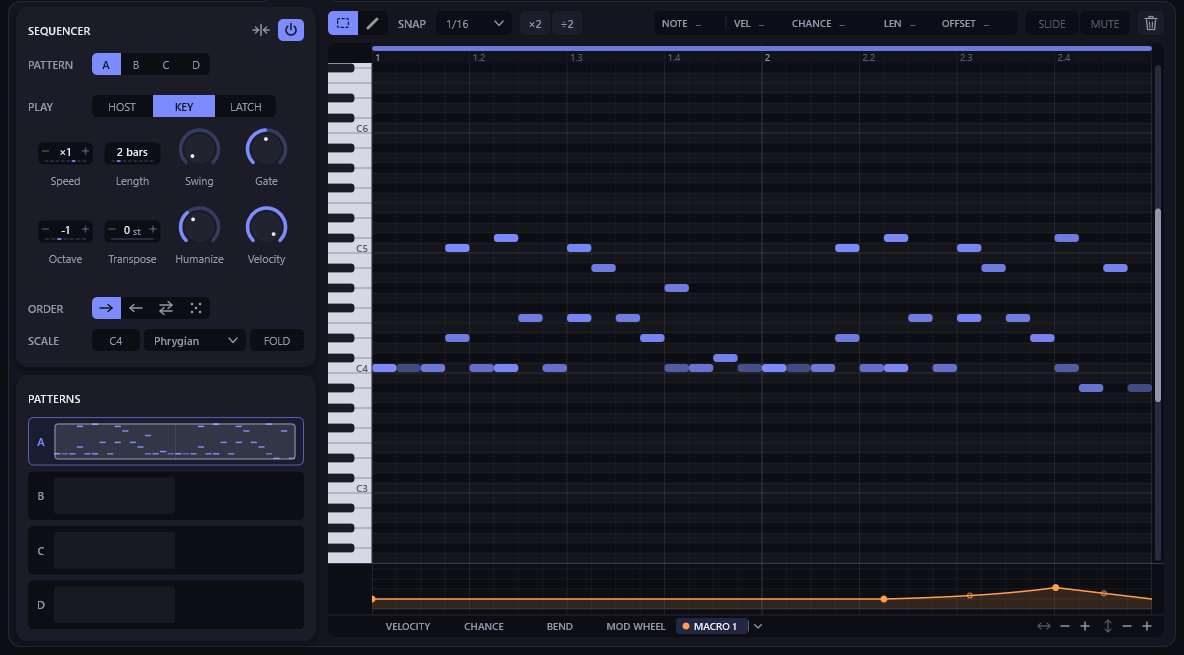 SEQUENCER
PATTERN A B C D
PLAY HOST KEY LATCH
− ×1 + 2 bars
Speed Length Swing Gate
− -1 + − 0 st +
Octave Transpose Humanize Velocity
ORDER
SCALE C4 Phrygian FOLD
PATTERNS
A
B
C
D
SNAP 1/16 ×2 ÷2 NOTE – VEL – CHANCE – LEN – OFFSET – SLIDE MUTE
1 1.2 1.3 1.4 2 2.2 2.3 2.4
C6
C5
C4
C3
VELOCITY CHANCE BEND MOD WHEEL MACRO 1 − + − +